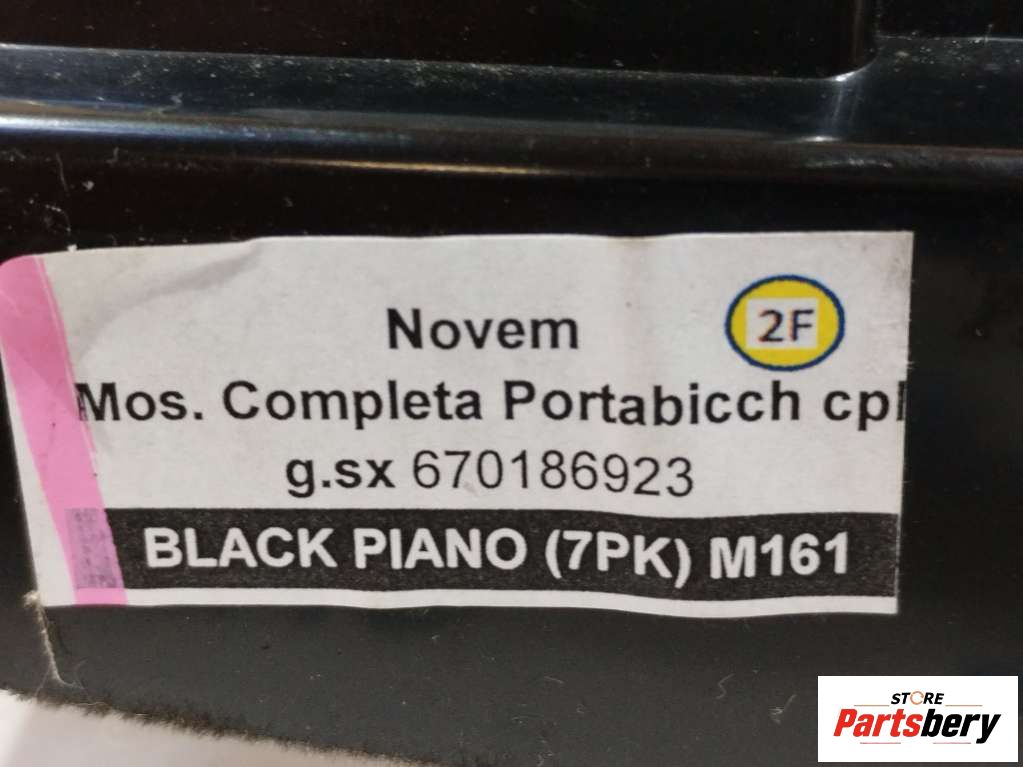 Novem
2F
Mos. Completa Portabicch cpl
g.sx 670186923
BLACK PIANO (7PK) M161
STORE
Partsbery